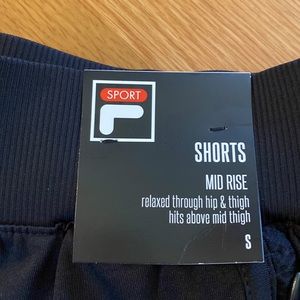 SPORT
F
SHORTS
MID RISE
relaxed through hip & thigh
hits above mid thigh
S